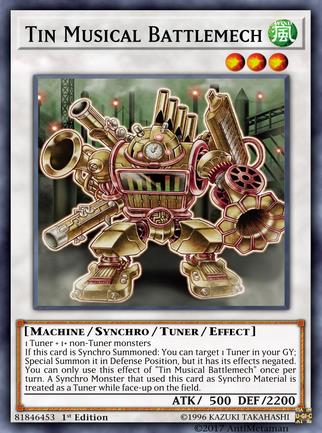 TIN MUSICAL BATTLEMECH
WIND
風
[MACHINE / SYNCHRO / TUNER / EFFECT]
1 Tuner + 1+ non-Tuner monsters
If this card is Synchro Summoned: You can target 1 Tuner in your GY;
Special Summon it in Defense Position, but it has its effects negated.
You can only use this effect of "Tin Musical Battlemech" once per
turn. A Synchro Monster that used this card as Synchro Material is
treated as a Tuner while face-up on the field.
ATK/ 500 DEF/2200
81846453 1st Edition
©1996 KAZUKI TAKAHASHI
©2017 AntiMetaman